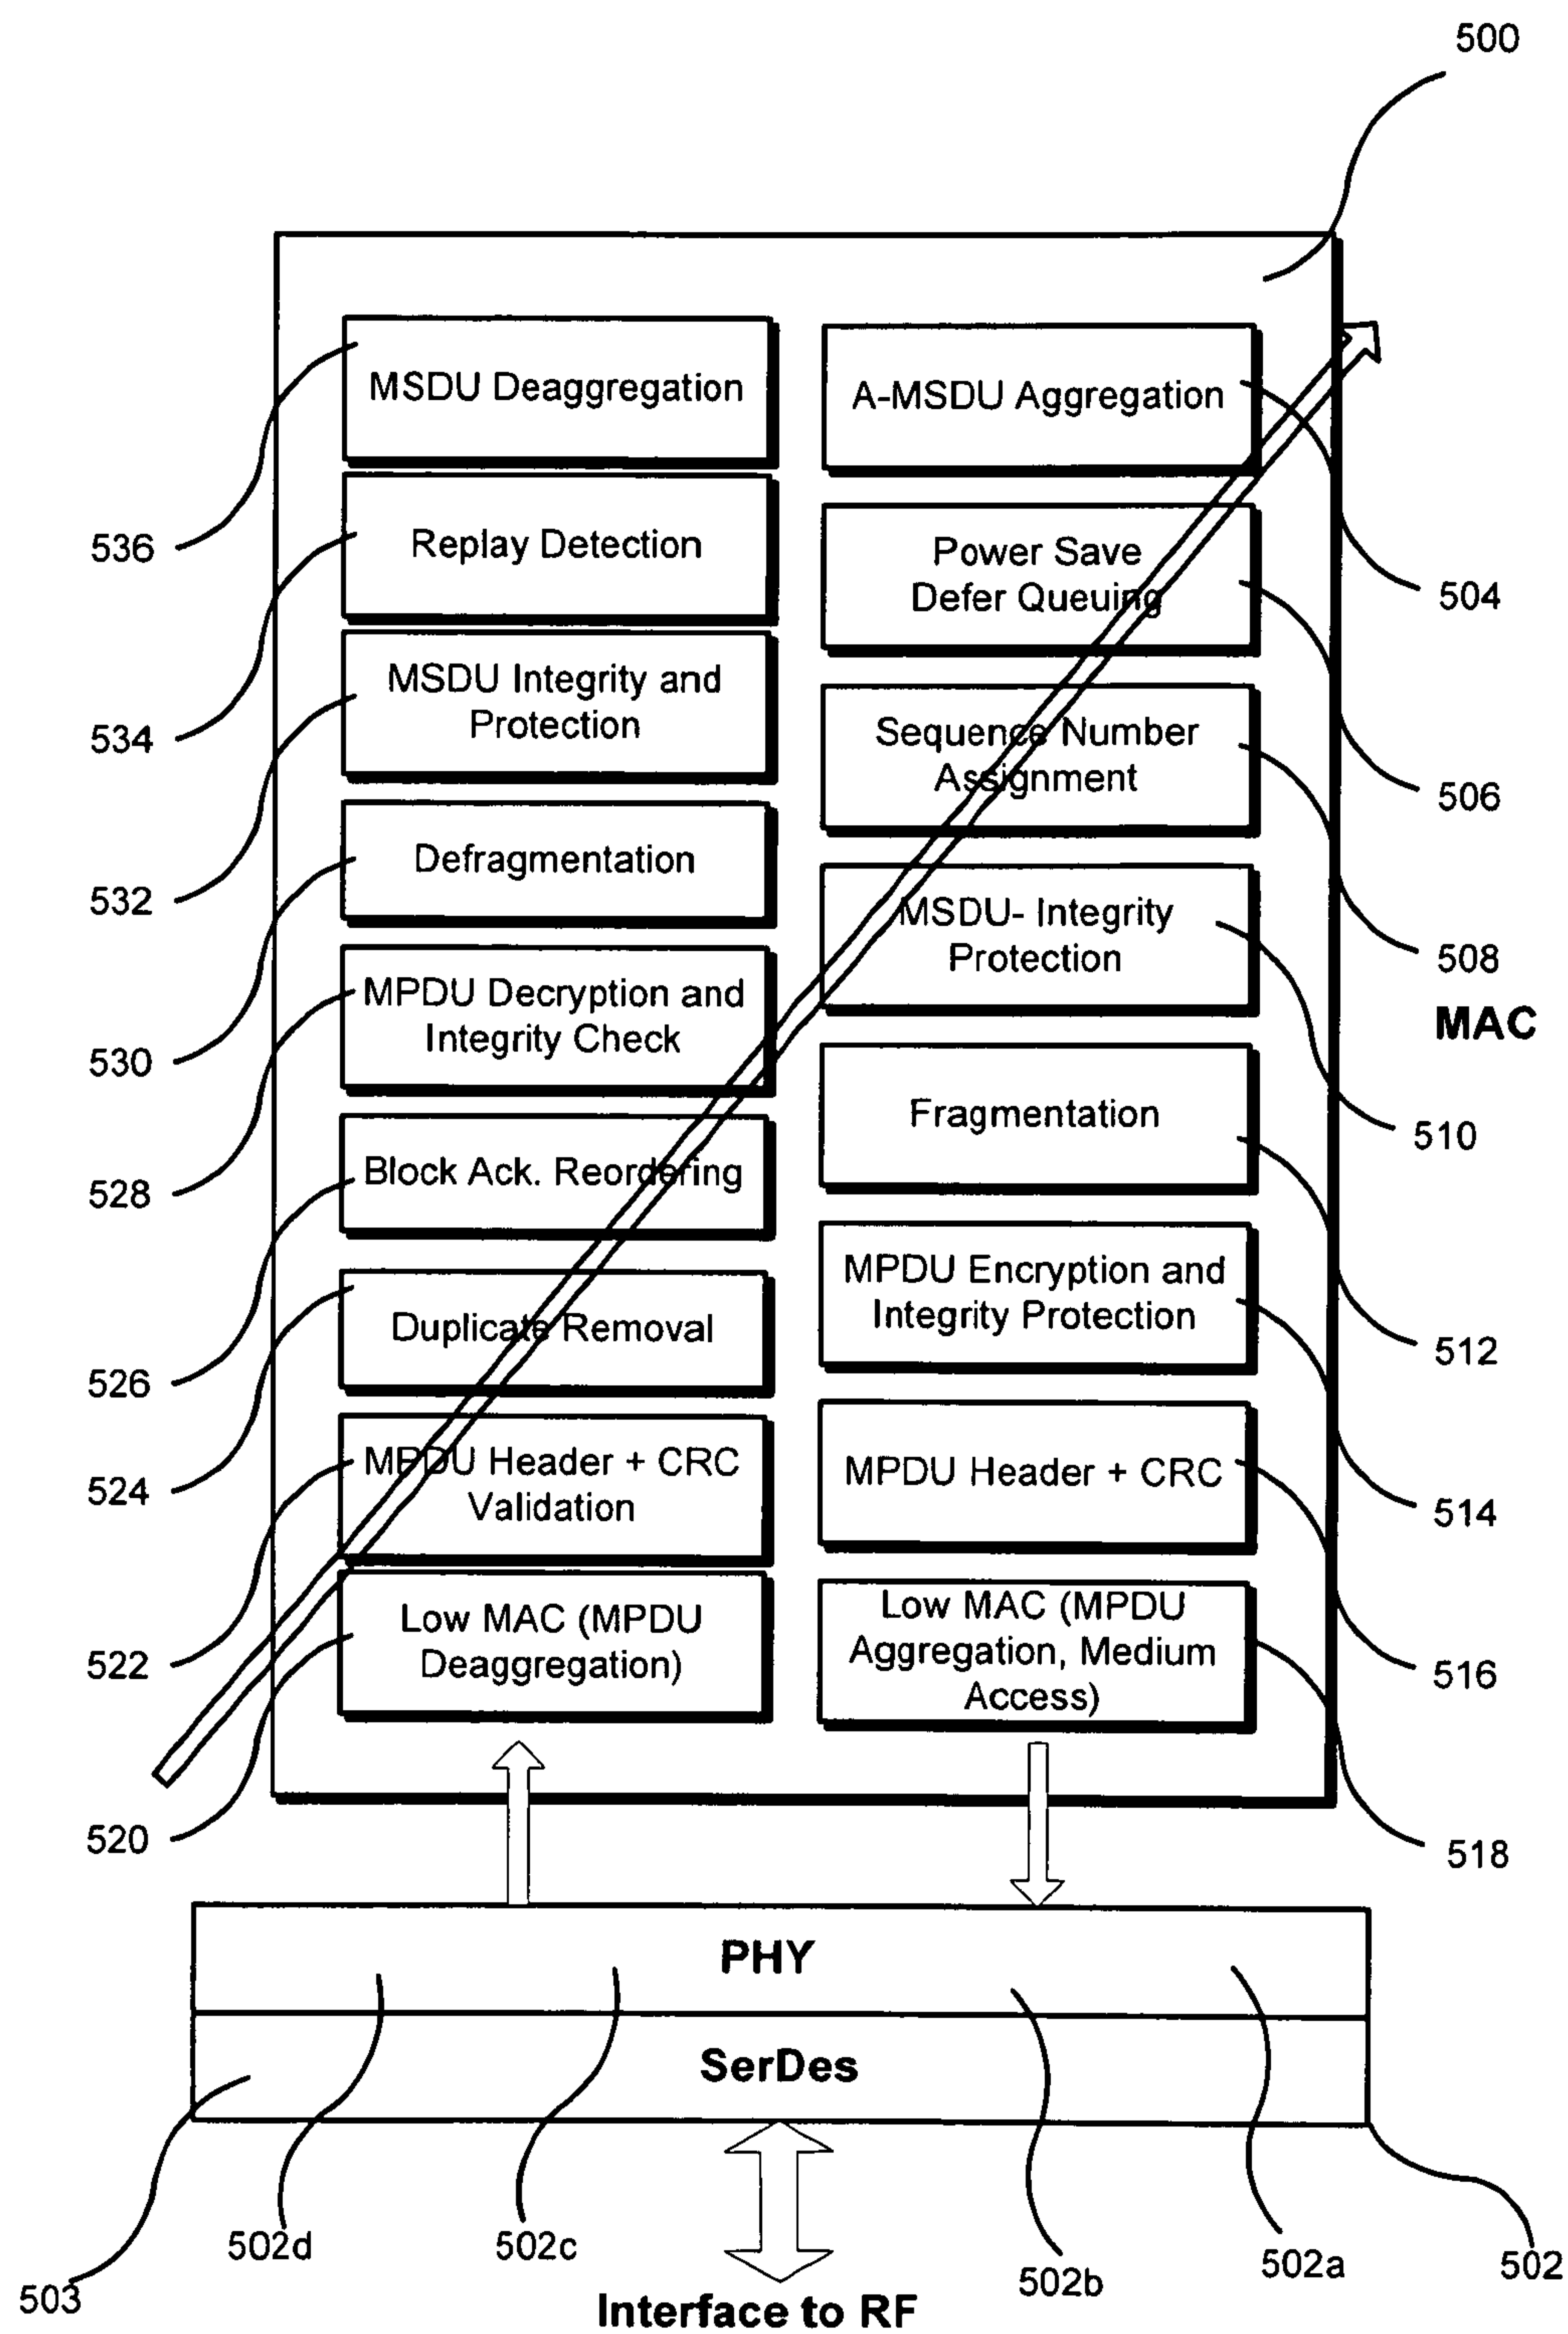 500
MSDU Deaggregation
A-MSDU Aggregation
536
Replay Detection
Power Save
Defer Queuing
504
534
MSDU Integrity and
Protection
Sequence Number
Assignment
506
532
Defragmentation
MSDU- Integrity
Protection
508
MAC
530
MPDU Decryption and
Integrity Check
Fragmentation
510
528
Block Ack. Reordering
MPDU Encryption and
Integrity Protection
512
526
Duplicate Removal
MPDU Header + CRC
514
524
MPDU Header + CRC
Validation
Low MAC (MPDU
Aggregation, Medium
Access)
516
522
Low MAC (MPDU
Deaggregation)
518
520
PHY
SerDes
502d
502c
502b
502a
502
503
Interface to RF